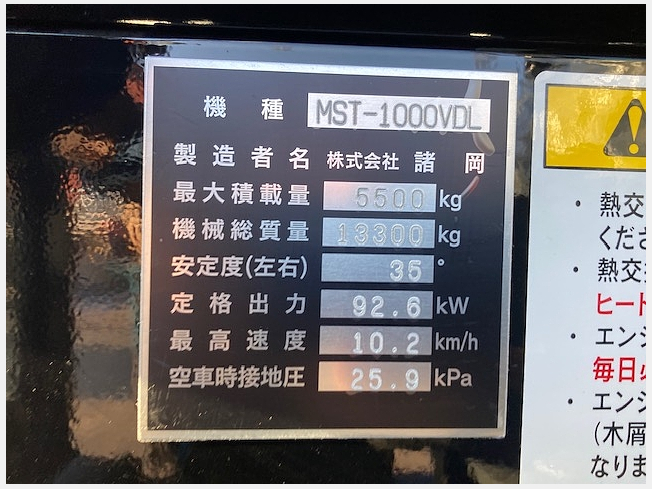 機種 MST-1000VDL
製造者名 株式会社 諸岡
最大積載量 5500 kg
機械総質量 13300 kg
安定度(左右) 35 °
定格出力 92.6 kW
最高速度 10.2 km/h
空車時接地圧 25.9 kPa
・熱交
くださ
・熱交
ヒート
・エンジ
毎日必
・エンジ
(木屑
なりま